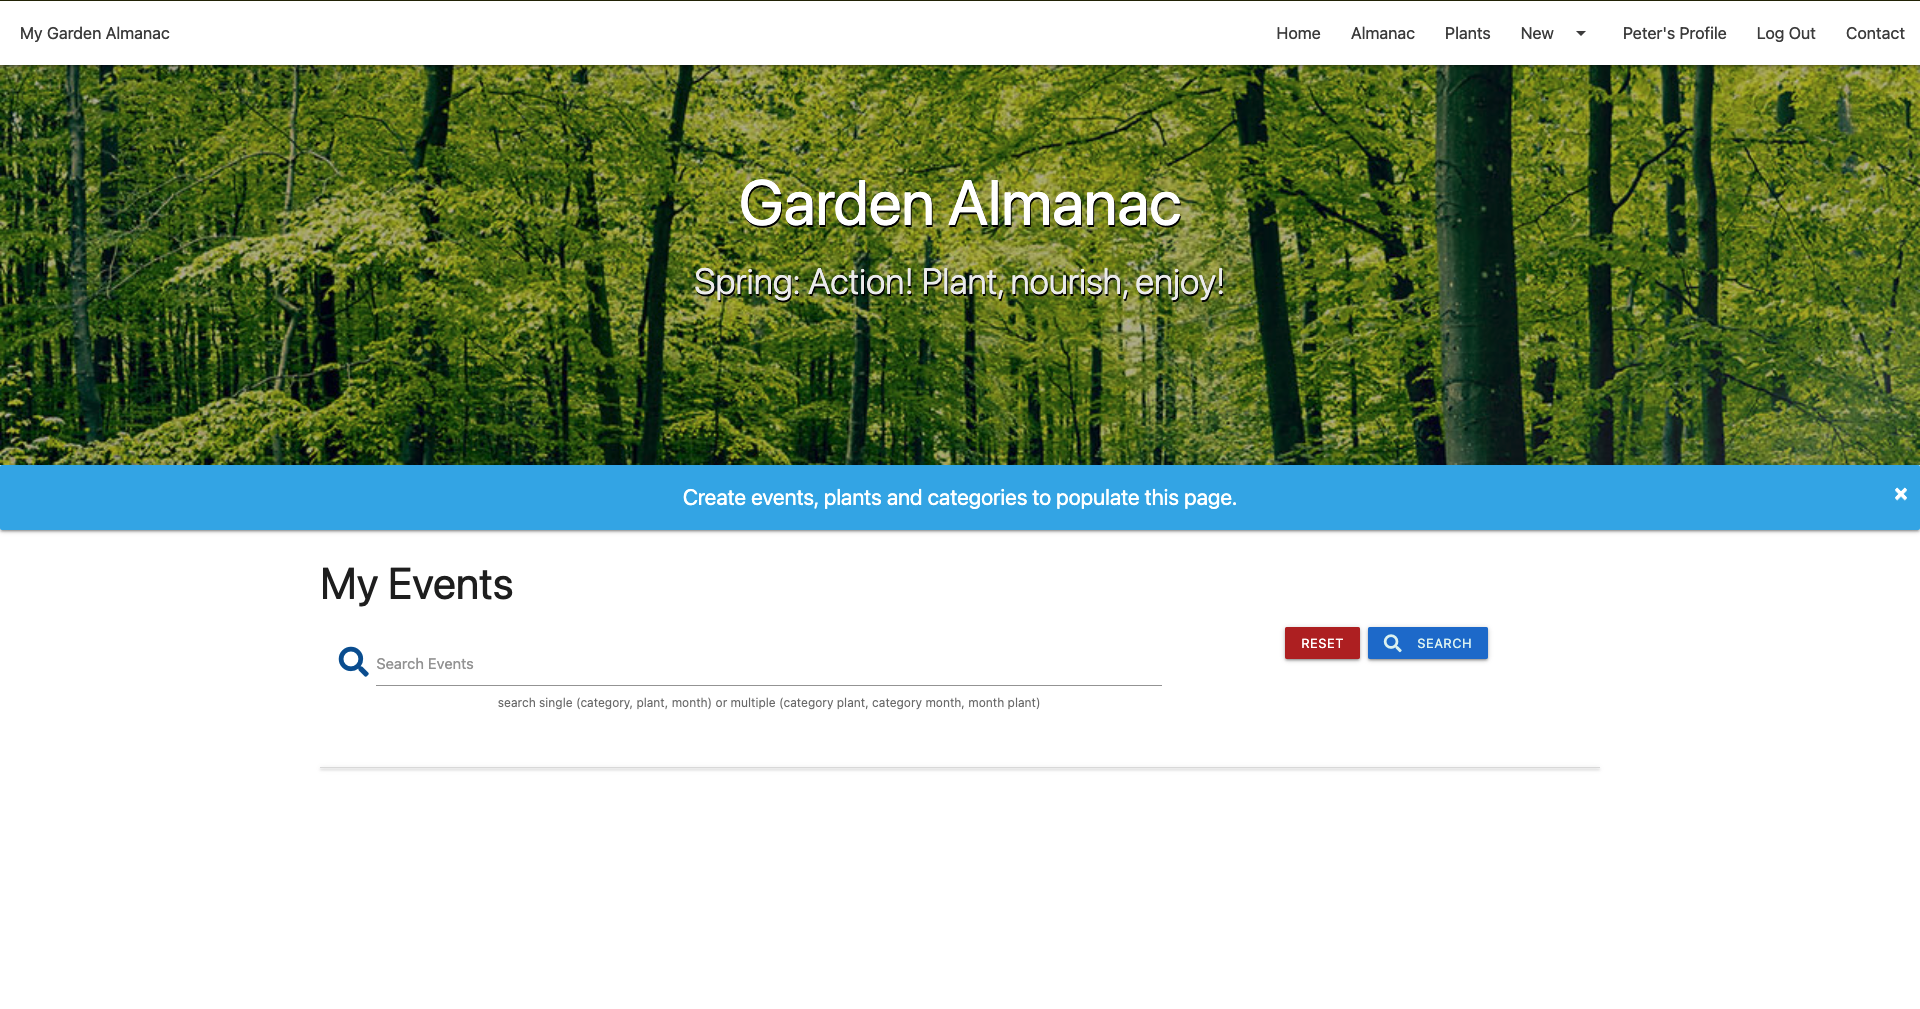 My Garden Almanac
Home Almanac Plants New Peter's Profile Log Out Contact
Garden Almanac
Spring: Action! Plant, nourish, enjoy!
Create events, plants and categories to populate this page.
My Events
Search Events
RESET SEARCH
search single (category, plant, month) or multiple (category plant, category month, month plant)